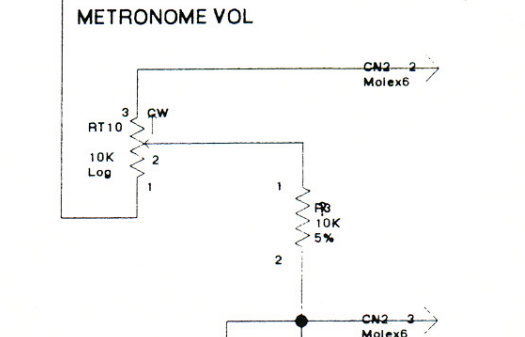 METRONOME VOL
CN2 2
Molex6
3 CW
RT10
10K
2
Log
1
1
10K
5%
2
CN2 3
Molex6